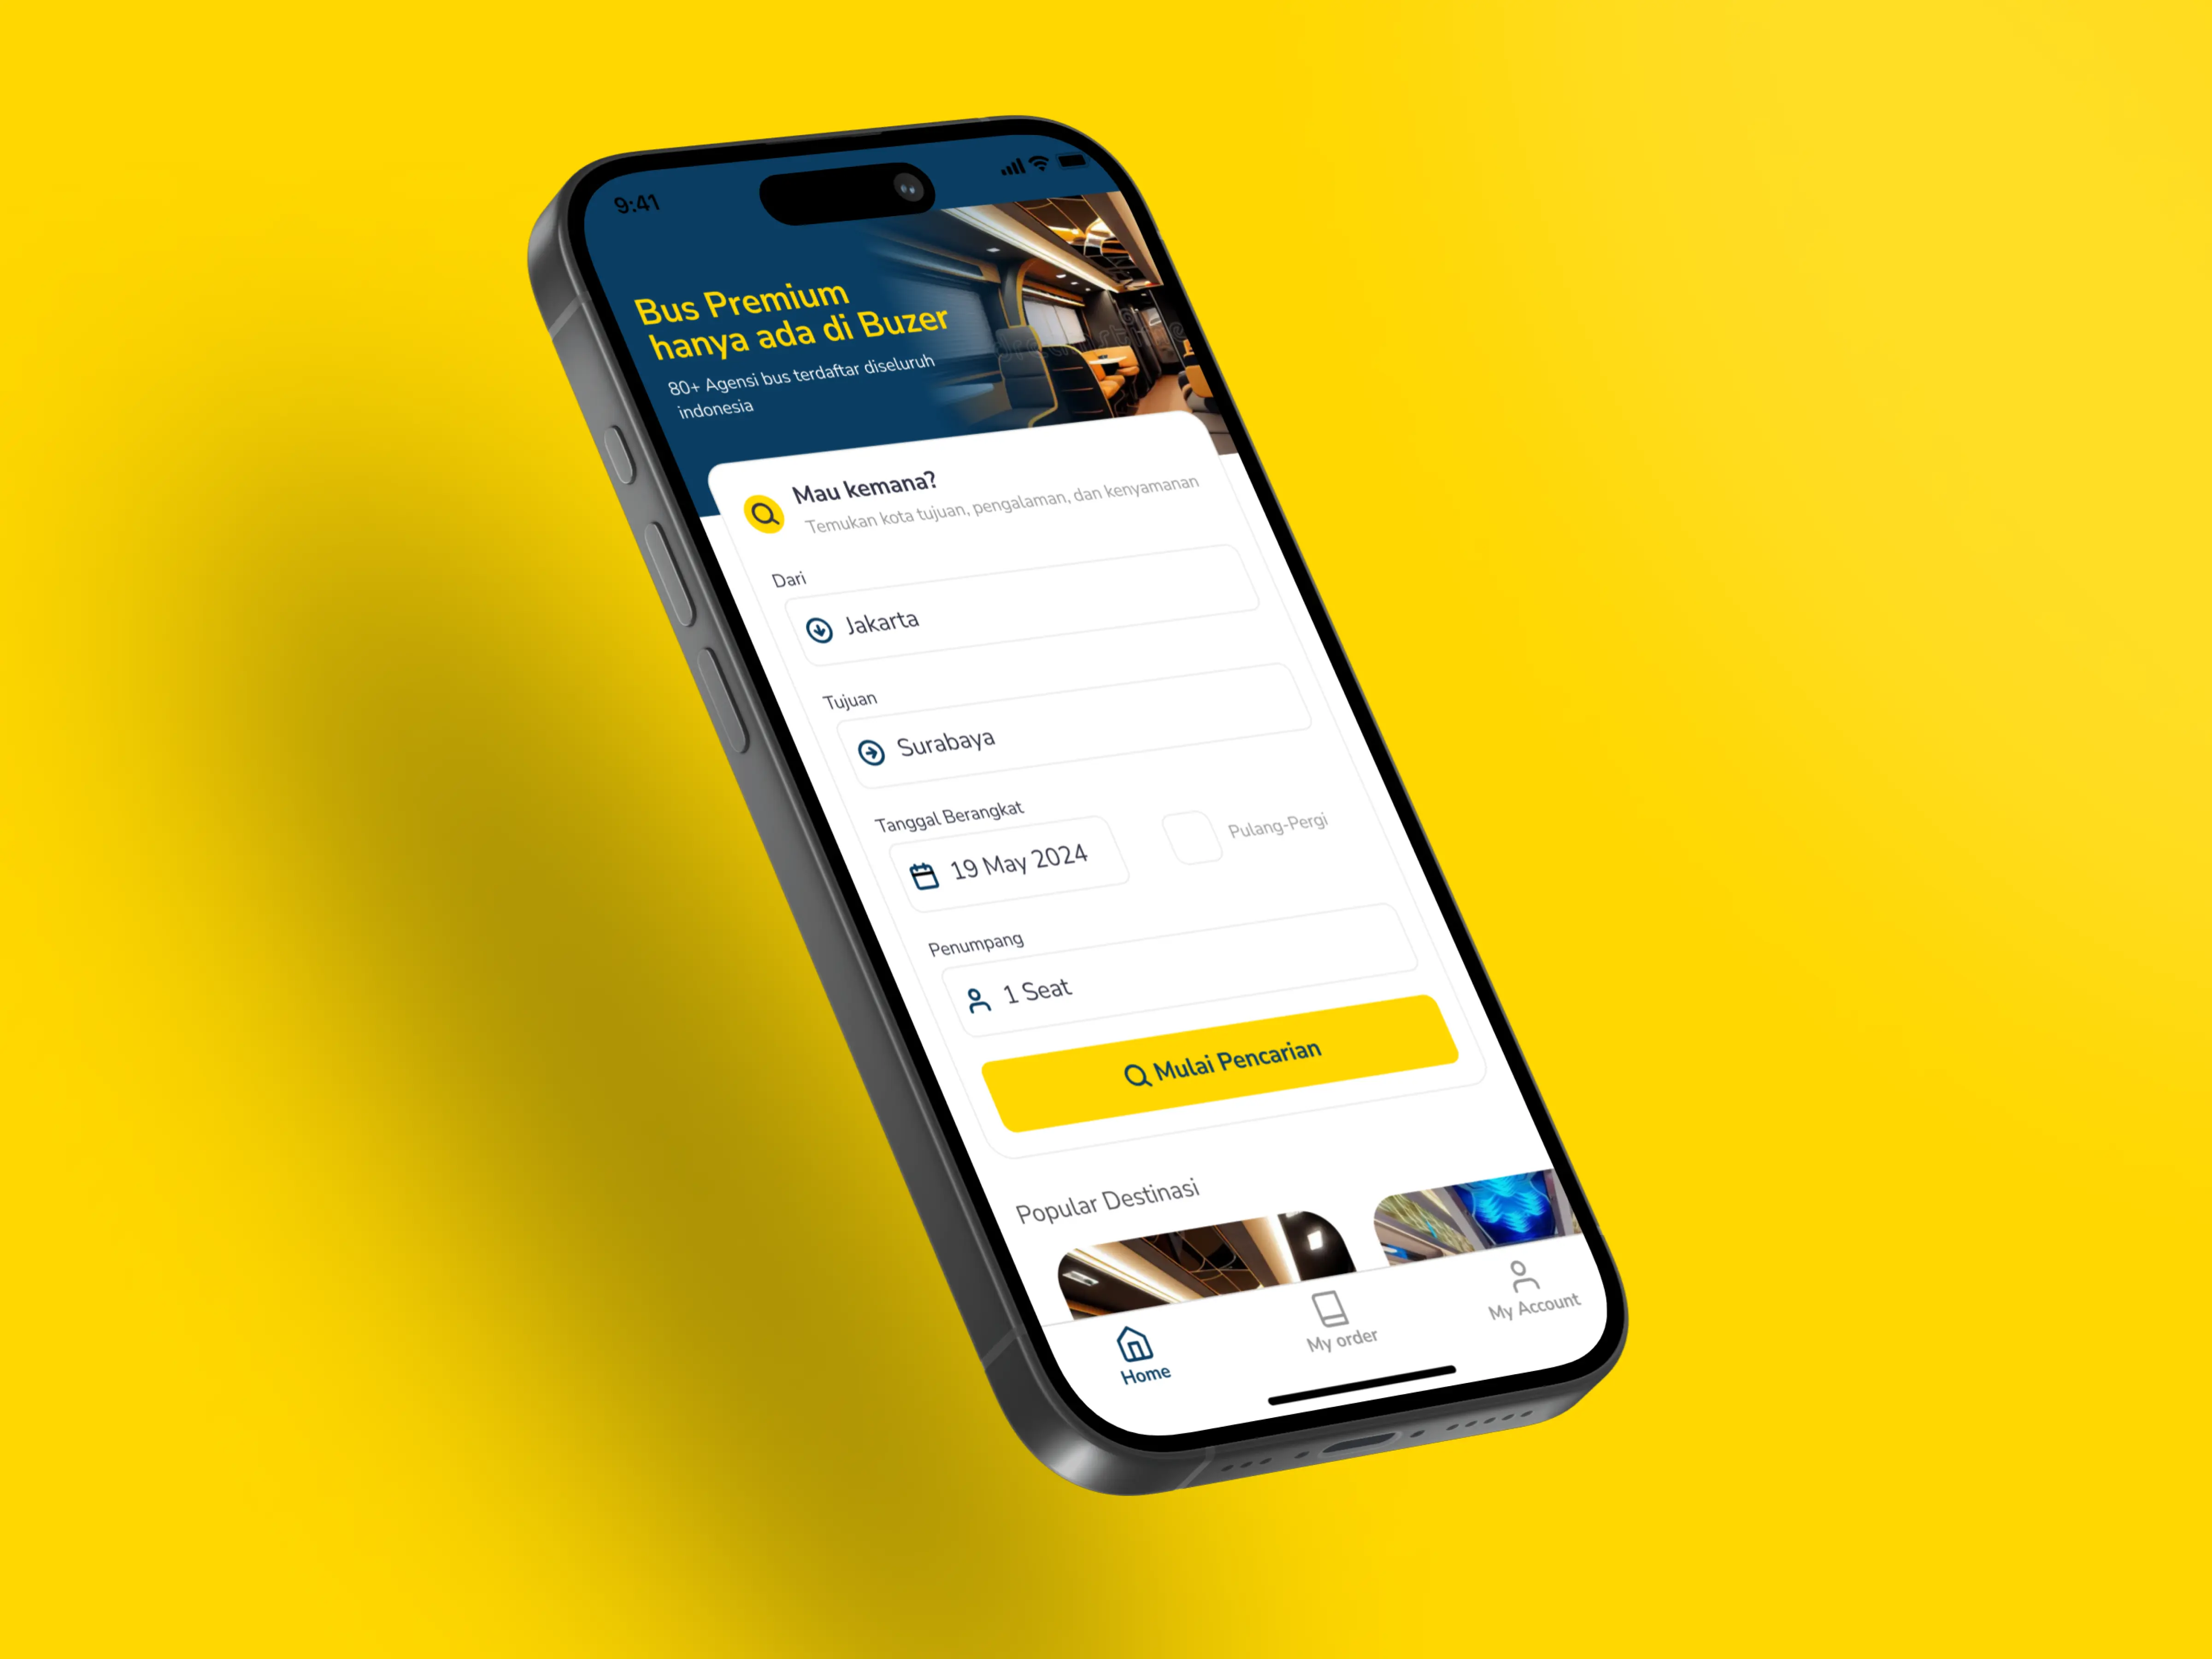 9:41
Bus Premium
hanya ada di Buzer
80+ Agensi bus terdaftar diseluruh
indonesia
Mau kemana?
Temukan kota tujuan, pengalaman, dan kenyamanan
Dari
Jakarta
Tujuan
Surabaya
Tanggal Berangkat
19 May 2024
Pulang-Pergi
Penumpang
1 Seat
Mulai Pencarian
Popular Destinasi
Home
My order
My Account